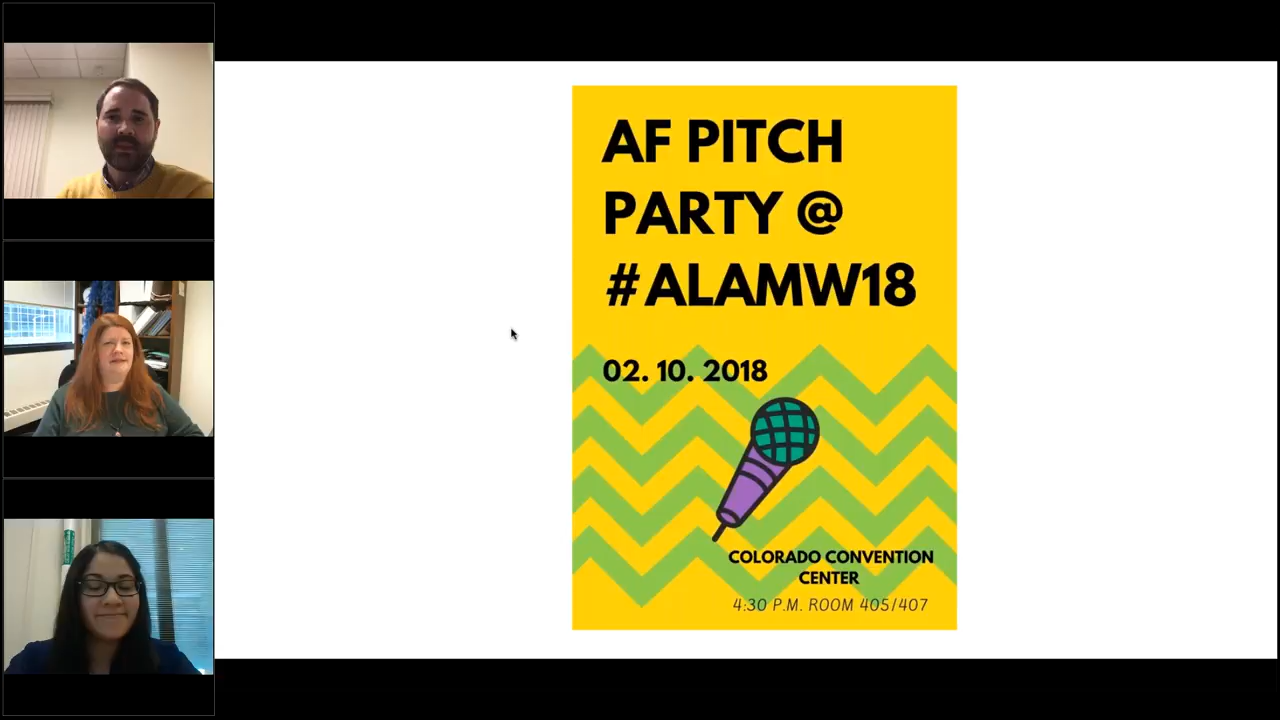 AF PITCH
PARTY @
#ALAMW18
02. 10. 2018
COLORADO CONVENTION
CENTER
4:30 P.M. ROOM 405/407